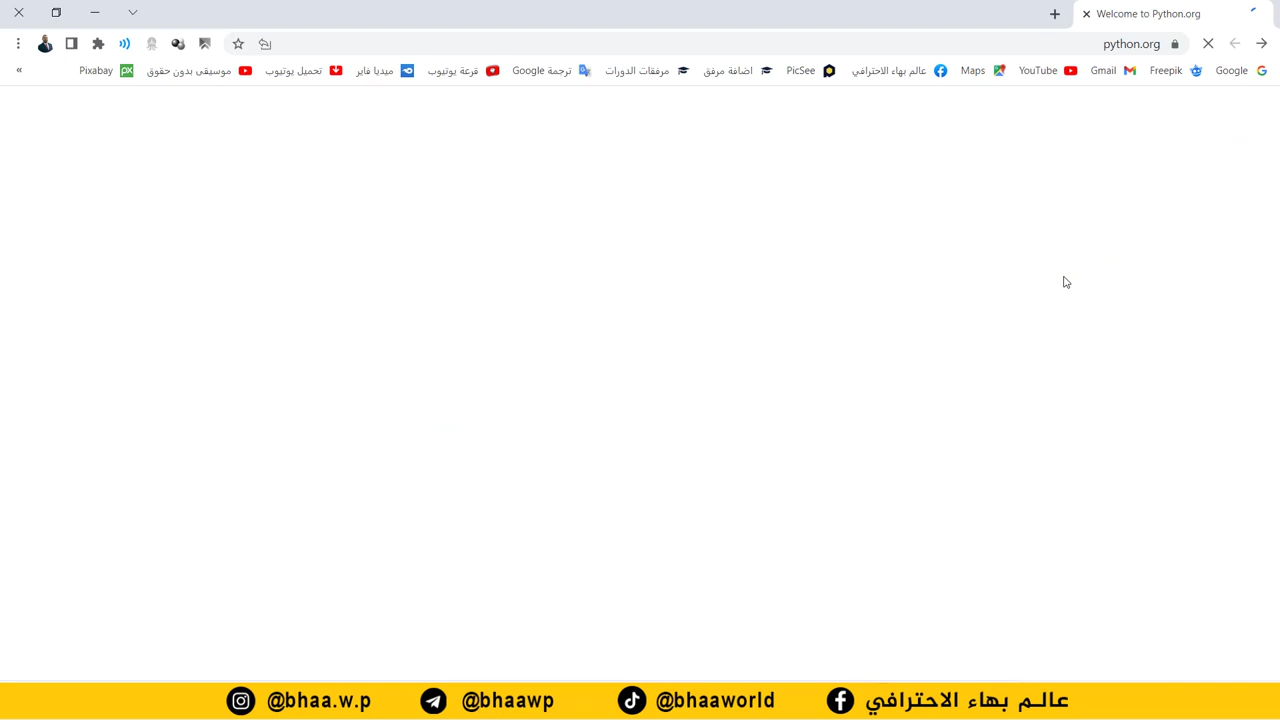 Welcome to Python.org
python.org
Google
Freepik
Gmail
YouTube
Maps
عالم بهاء الاحترافي
PicSee
اضافة مرفق
مرفقات الدورات
ترجمة Google
قرعة يوتيوب
ميديا فاير
تحميل يوتيوب
موسيقى بدون حقوق
Pixabay
»
@bhaa.w.p
@bhaawp
@bhaaworld
عالم بهاء الاحترافي